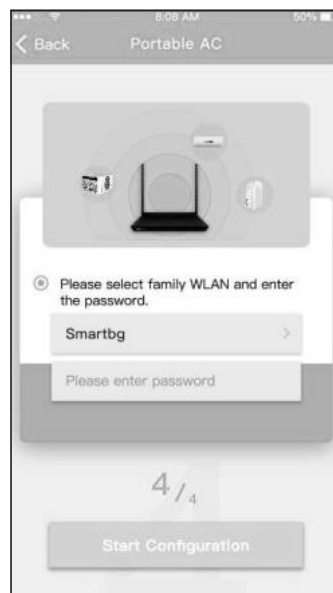 8:08 AM 50%
Back Portable AC
Please select family WLAN and enter
the password.
Smartbg
Please enter password
4/4
Start Configuration